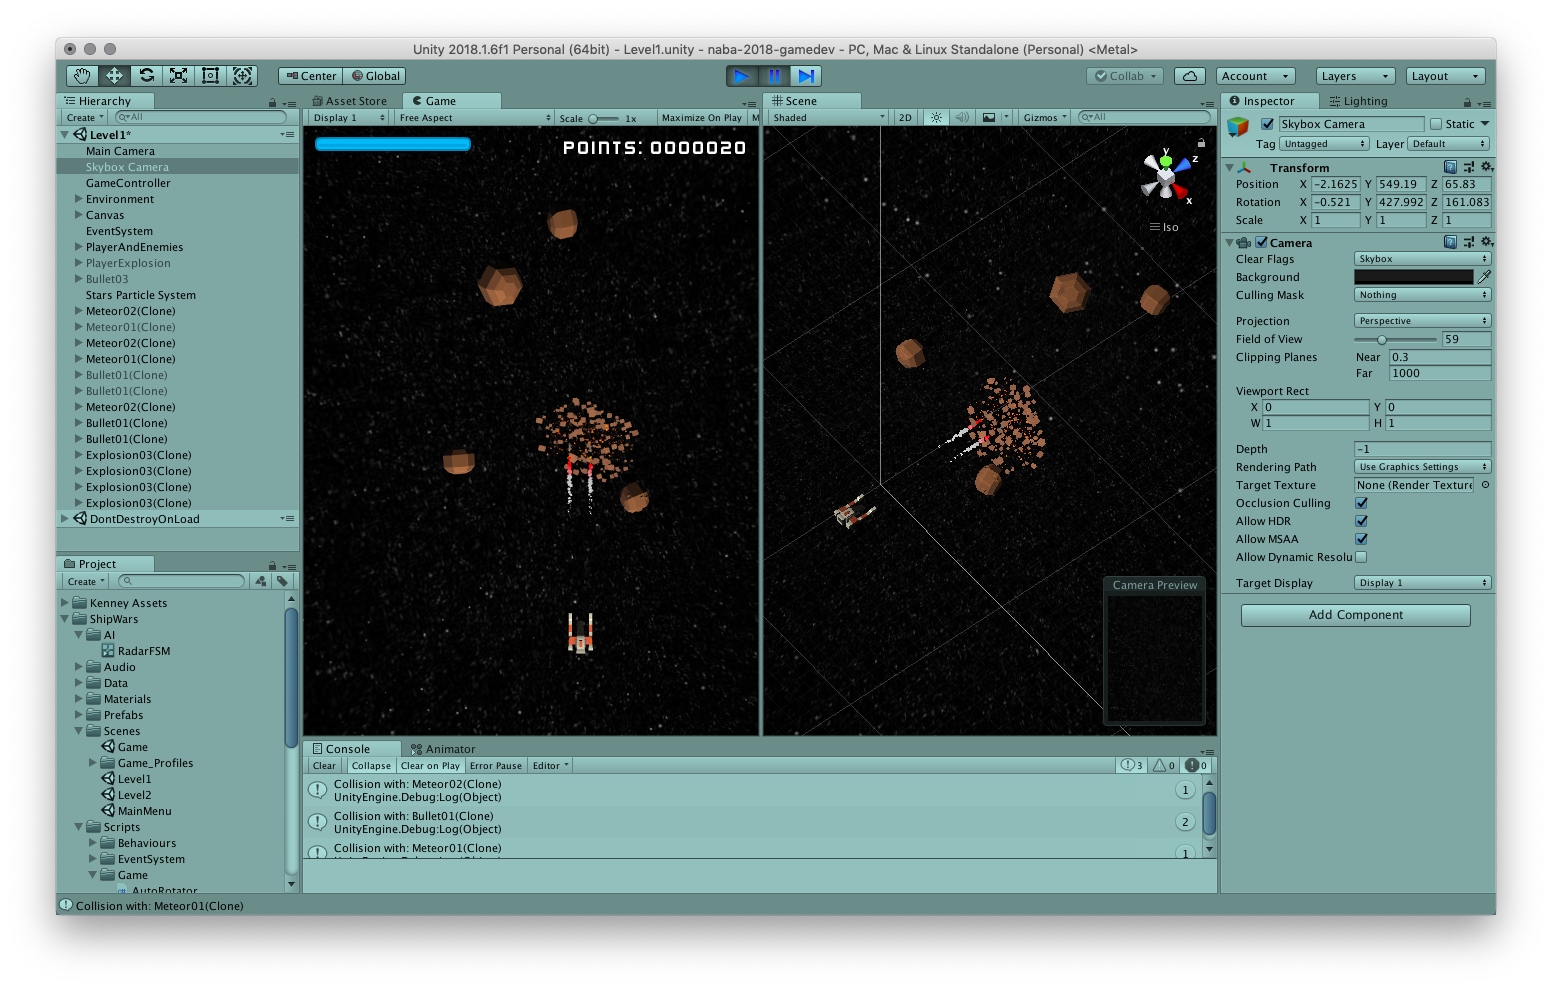 Unity 2018.1.6f1 Personal (64bit) - Level1.unity - naba-2018-gamedev - PC, Mac & Linux Standalone (Personal) <Metal>
Center Global
Collab Account Layers Layout
Hierarchy
Create All
Level1*
Main Camera
Skybox Camera
GameController
Environment
Canvas
EventSystem
PlayerAndEnemies
PlayerExplosion
Bullet03
Stars Particle System
Meteor02(Clone)
Meteor01(Clone)
Meteor02(Clone)
Meteor01(Clone)
Bullet01(Clone)
Bullet01(Clone)
Meteor02(Clone)
Bullet01(Clone)
Bullet01(Clone)
Explosion03(Clone)
Explosion03(Clone)
Explosion03(Clone)
Explosion03(Clone)
DontDestroyOnLoad
Project
Create
Kenney Assets
ShipWars
AI
RadarFSM
Audio
Data
Materials
Prefabs
Scenes
Game
Game_Profiles
Level1
Level2
MainMenu
Scripts
Behaviours
EventSystem
Game
AutoRotator
Asset Store Game
Display 1 Free Aspect Scale 1x Maximize On Play M
POINTS: 0000020
Scene
Shaded 2D Gizmos All
y
z
x
Iso
Camera Preview
Console Animator
Clear Collapse Clear on Play Error Pause Editor 3 0 0
Collision with: Meteor02(Clone)
UnityEngine.Debug:Log(Object)
1
Collision with: Bullet01(Clone)
UnityEngine.Debug:Log(Object)
2
Collision with: Meteor01(Clone)
1
Inspector Lighting
Skybox Camera Static
Tag Untagged Layer Default
Transform
Position X -2.1625 Y 549.19 Z 65.83
Rotation X -0.521 Y 427.992 Z 161.083
Scale X 1 Y 1 Z 1
Camera
Clear Flags Skybox
Background
Culling Mask Nothing
Projection Perspective
Field of View 59
Clipping Planes Near 0.3
Far 1000
Viewport Rect
X 0 Y 0
W 1 H 1
Depth -1
Rendering Path Use Graphics Settings
Target Texture None (Render Texture
Occlusion Culling
Allow HDR
Allow MSAA
Allow Dynamic Resolu
Target Display Display 1
Add Component
Collision with: Meteor01(Clone)